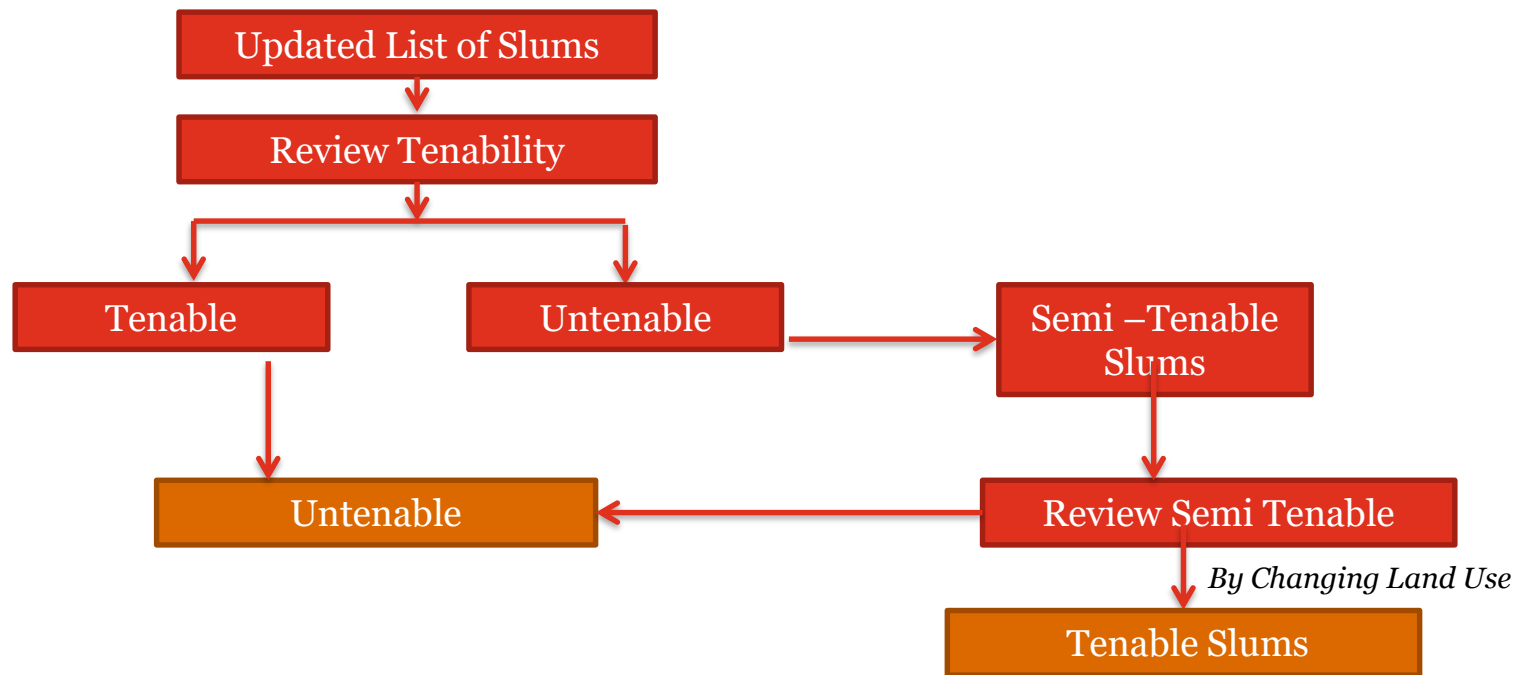 Updated List of Slums
Review Tenability
Tenable
Untenable
Semi –Tenable
Slums
Untenable
Review Semi Tenable
By Changing Land Use
Tenable Slums